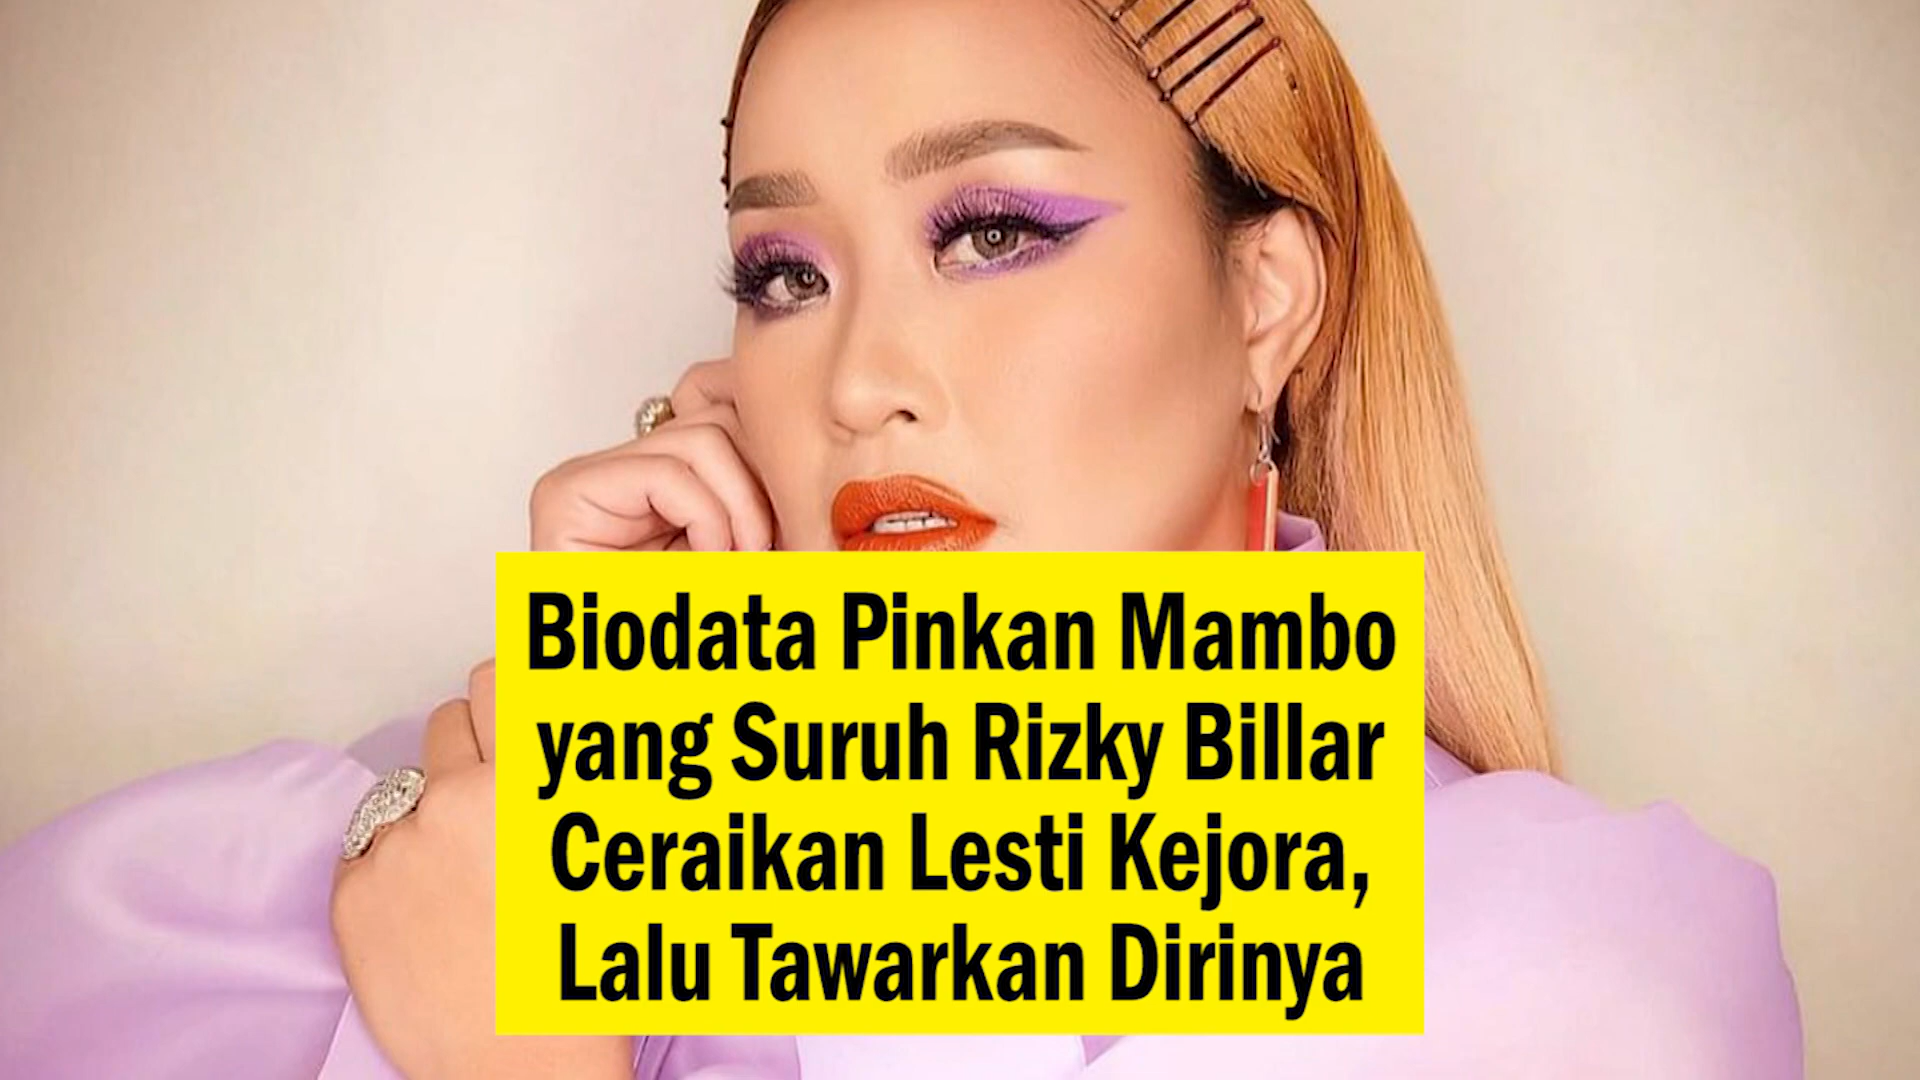 Biodata Pinkan Mambo
yang Suruh Rizky Billar
Ceraikan Lesti Kejora,
Lalu Tawarkan Dirinya